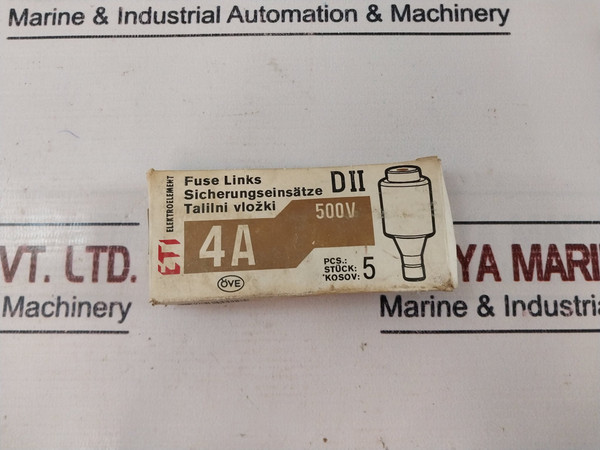 Marine & Industrial Automation & Machinery
ETI
ELEKTROELEMENT
Fuse Links
Sicherungseinsätze
Talilni vložki
DII
500V
4A
ÖVE
PCS.:
STÜCK:
KOSOV:
5
VT. LTD.
Machinery
YA MARI
Marine & Industria